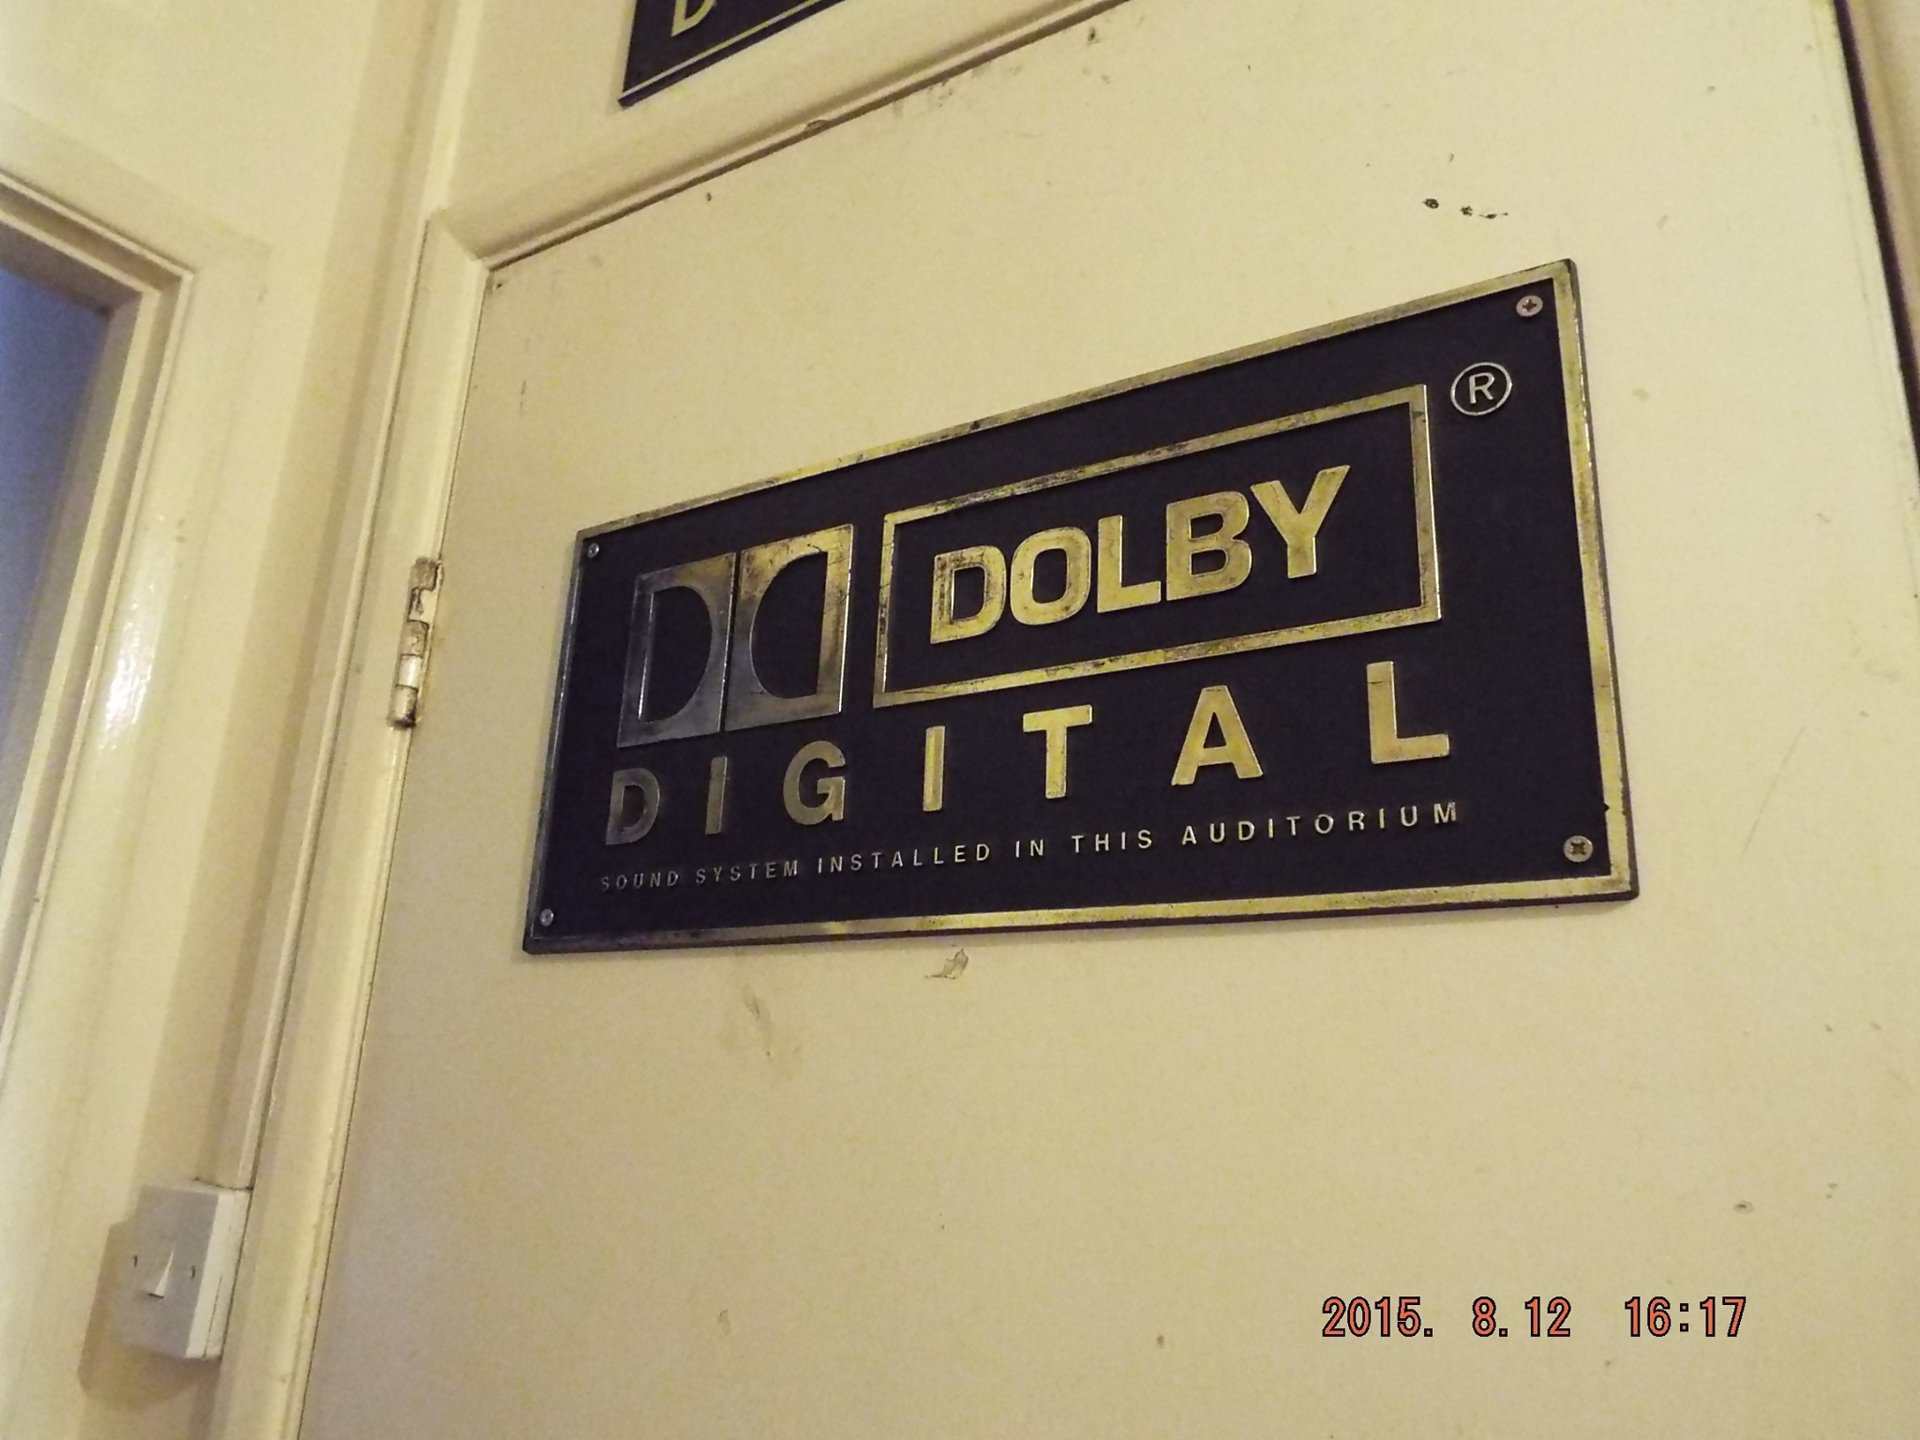 D
DOLBY ®
DIGITAL
SOUND SYSTEM INSTALLED IN THIS AUDITORIUM
2015. 8.12 16:17